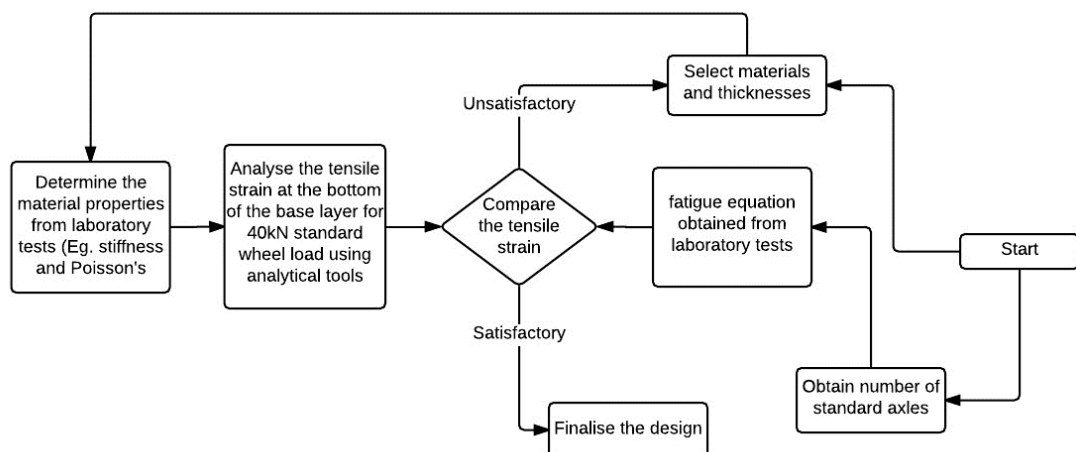 Select materials
and thicknesses
Unsatisfactory
Determine the
material properties
from laboratory
tests (Eg. stiffness
and Poisson's
Analyse the tensile
strain at the bottom
of the base layer for
40kN standard
wheel load using
analytical tools
Compare
the tensile
strain
fatigue equation
obtained from
laboratory tests
Start
Satisfactory
Obtain number of
standard axles
Finalise the design